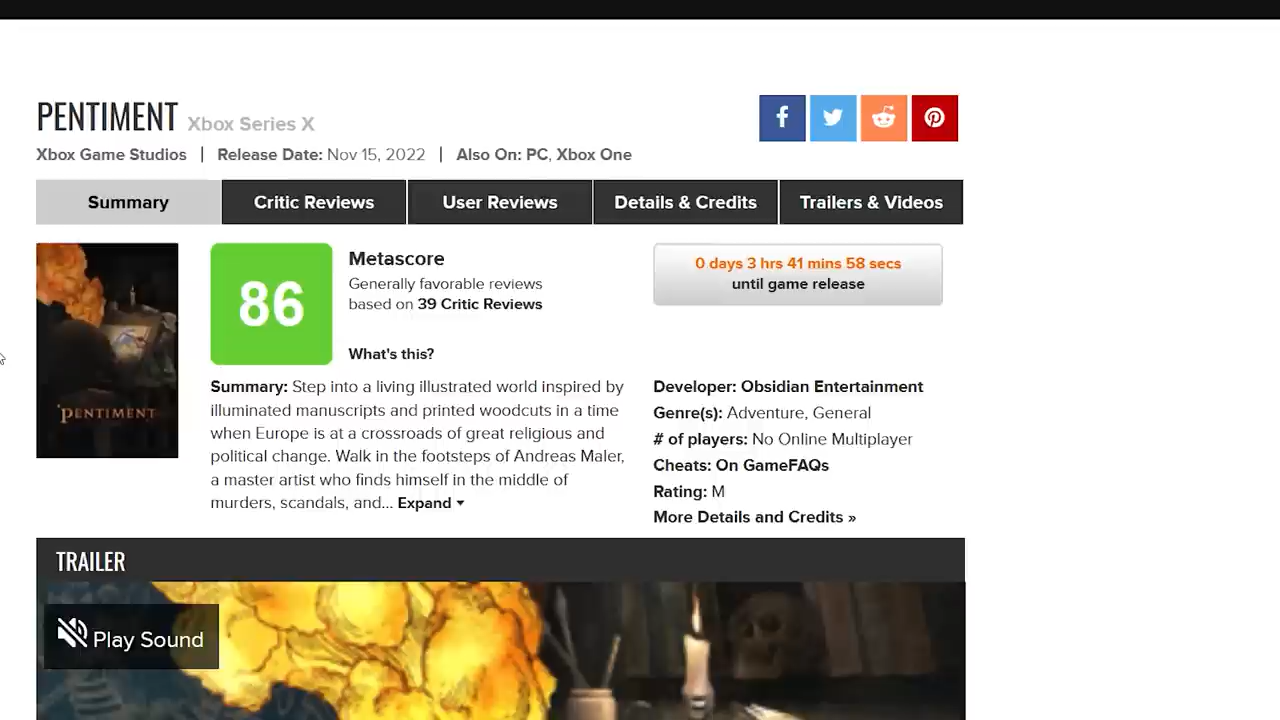 PENTIMENT Xbox Series X
Xbox Game Studios | Release Date: Nov 15, 2022 | Also On: PC, Xbox One
Summary
Critic Reviews
User Reviews
Details & Credits
Trailers & Videos
PENTIMENT
86
Metascore
Generally favorable reviews
based on 39 Critic Reviews
What's this?
0 days 3 hrs 41 mins 58 secs
until game release
Summary: Step into a living illustrated world inspired by
illuminated manuscripts and printed woodcuts in a time
when Europe is at a crossroads of great religious and
political change. Walk in the footsteps of Andreas Maler,
a master artist who finds himself in the middle of
murders, scandals, and... Expand
Developer: Obsidian Entertainment
Genre(s): Adventure, General
# of players: No Online Multiplayer
Cheats: On GameFAQs
Rating: M
More Details and Credits »
TRAILER
Play Sound